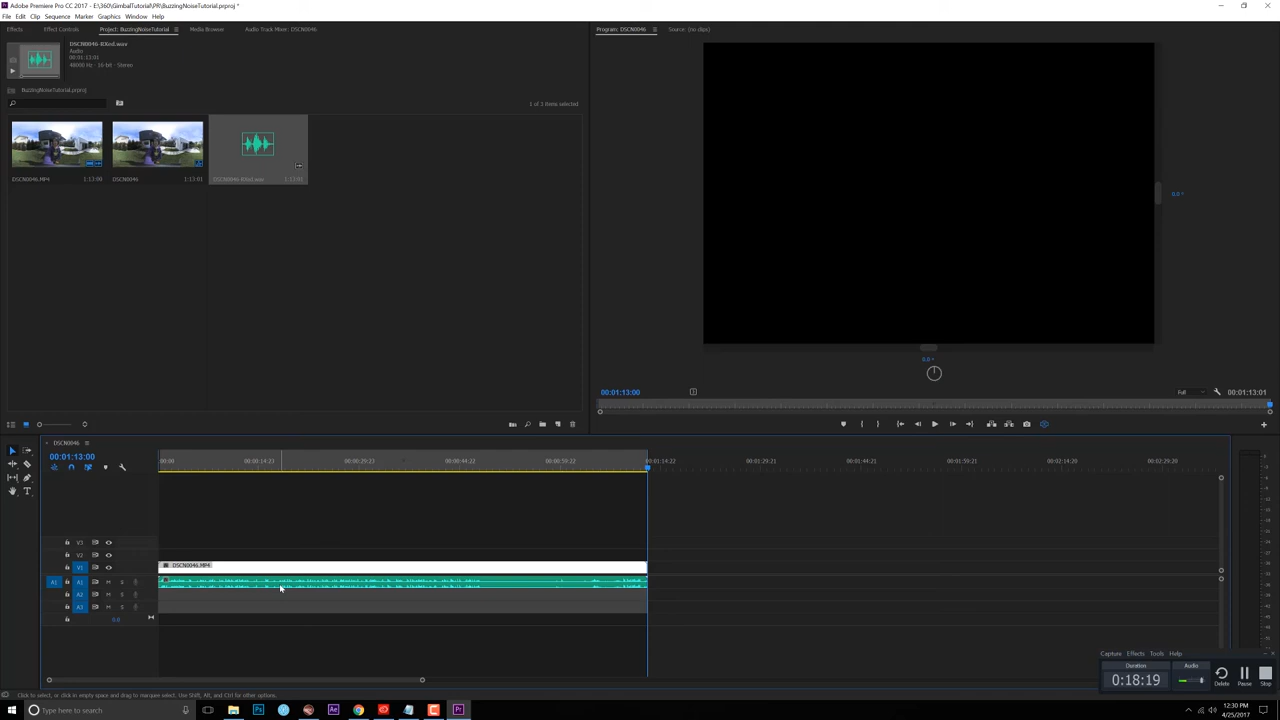 Adobe Premiere Pro CC 2017 - E:\360\GimbalTutorial\PR\BuzzingNoiseTutorial.prproj *
File Edit Clip Sequence Marker Graphics Window Help
Effects Effect Controls Project: BuzzingNoiseTutorial Media Browser Audio Track Mixer: DSCN0046 Program: DSCN0046 Source: (no clips)
DSCN0046-RXed.wav
Audio
00:01:13:01
48000 Hz - 16-bit - Stereo
BuzzingNoiseTutorial.prproj
1 of 3 items selected
DSCN0046.MP4 1:13:00 DSCN0046 1:13:01 DSCN0046-RXed.wav 1:13:01
0.0 °
0.0 °
00:01:13:00 Full 00:01:13:01
DSCN0046
00:01:13:00
00:00 00:00:14:23 00:00:29:23 00:00:44:22 00:00:59:22 00:01:14:22 00:01:29:21 00:01:44:21 00:01:59:21 00:02:14:20 00:02:29:20
V3
V2
V1 DSCN0046.MP4
A1 A1 M S
A2 M S
A3 M S
0.0
Capture Effects Tools Help
Duration Audio
0:18:19 Delete Pause Stop
Click to select, or click in empty space and drag to marquee select. Use Shift, Alt, and Ctrl for other options.
Type here to search
12:30 PM
4/25/2017